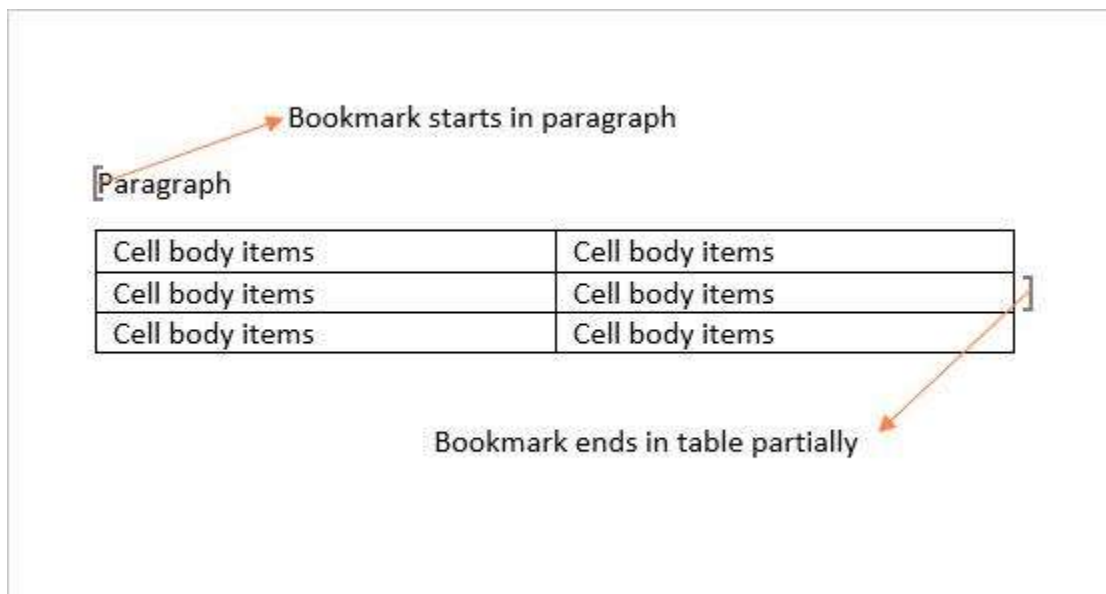 Bookmark starts in paragraph
[Paragraph
Cell body items Cell body items
Cell body items Cell body items ]
Cell body items Cell body items
Bookmark ends in table partially